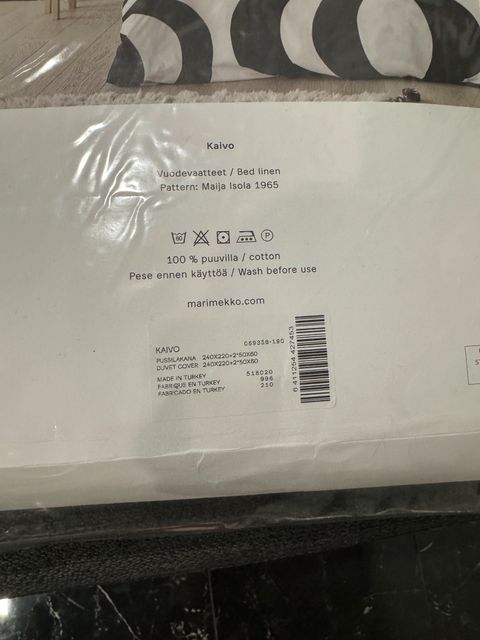 Kaivo
Vuodevaatteet / Bed linen
Pattern: Maija Isola 1965
60 P
100 % puuvilla / cotton
Pese ennen käyttöä / Wash before use
marimekko.com
KAIVO 069358-190
PUSSILAKANA 240X220+2*50X60
DUVET COVER 240X220+2*50X60
MADE IN TURKEY 518020
FABRIQUE EN TURKEY 996
FABRICADO EN TURKEY 210
6 411254 427453